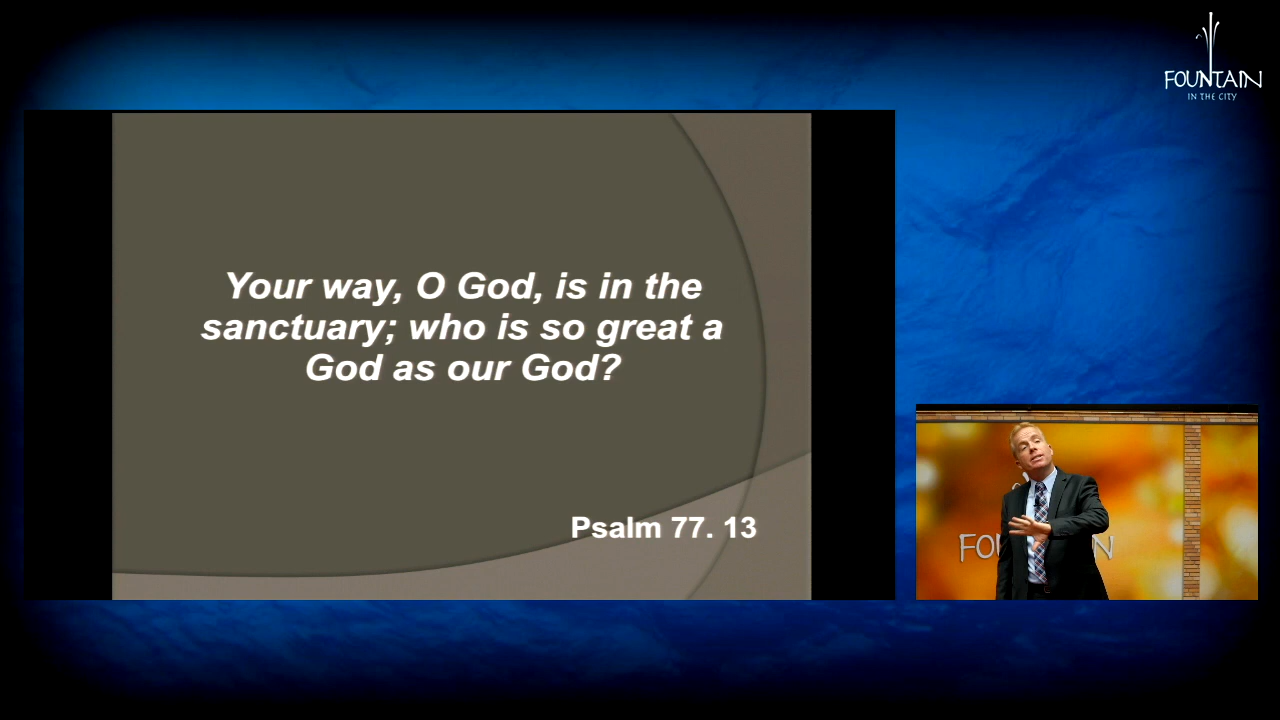 FOUNTAIN
IN THE CITY
Your way, O God, is in the
sanctuary; who is so great a
God as our God?
Psalm 77. 13
FOU N